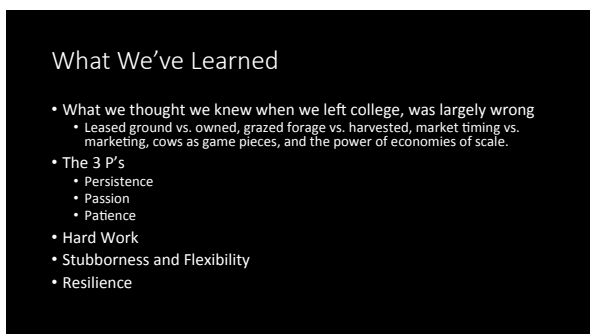 What We've Learned
• What we thought we knew when we left college, was largely wrong
• Leased ground vs. owned, grazed forage vs. harvested, market timing vs.
marketing, cows as game pieces, and the power of economies of scale.
• The 3 P's
• Persistence
• Passion
• Patience
• Hard Work
• Stubborness and Flexibility
• Resilience